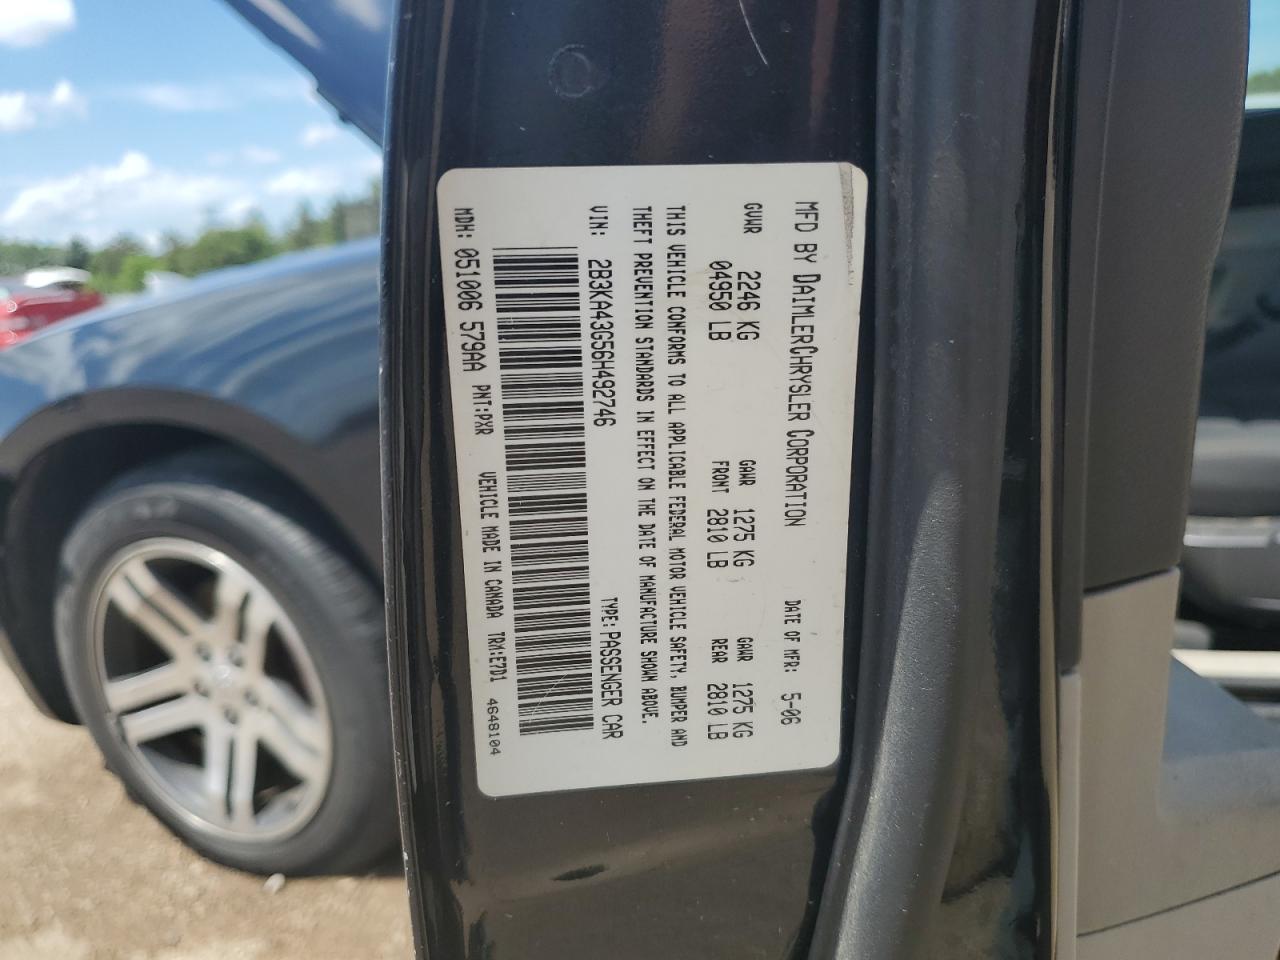 MFD BY DAIMLERCHRYSLER CORPORATION DATE OF MFR: 5-06
GVWR 2246 KG GAWR 1275 KG GAWR 1275 KG
04950 LB FRONT 2810 LB REAR 2810 LB
THIS VEHICLE CONFORMS TO ALL APPLICABLE FEDERAL MOTOR VEHICLE SAFETY, BUMPER AND
THEFT PREVENTION STANDARDS IN EFFECT ON THE DATE OF MANUFACTURE SHOWN ABOVE.
VIN: 2B3KA43G56H492746 TYPE: PASSENGER CAR
MDH: 051006 579AA PNT:PXR VEHICLE MADE IN CANADA TRM:E7D1 4648104